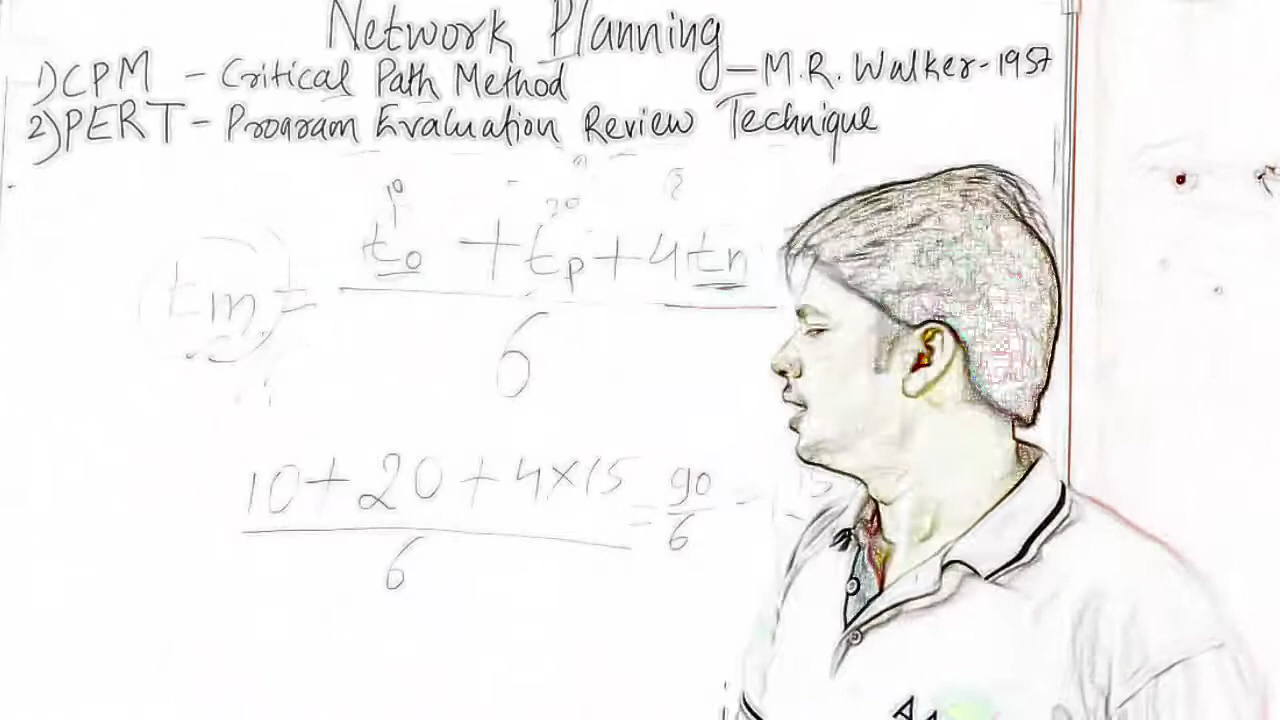 Network Planning
1) CPM - Critical Path Method - M.R. Walker - 1957
2) PERT - Program Evaluation Review Technique
10 20
tm = to + tp + 4tn
6
10 + 20 + 4×15 = 90 - 15
6 6